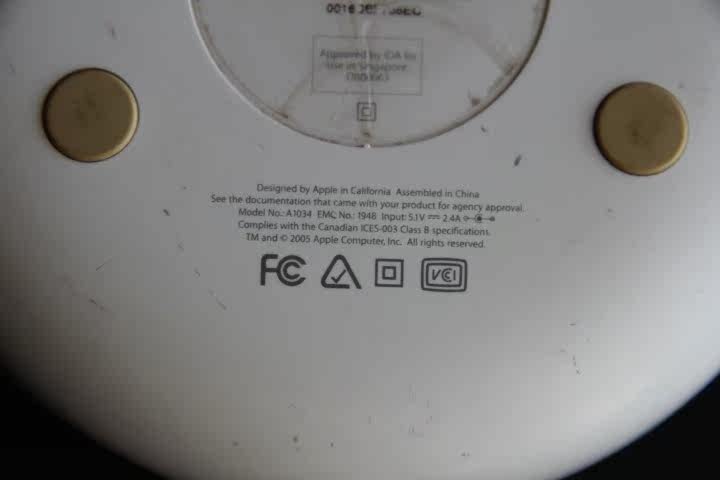 Approved by IDA for
use in Singapore
Designed by Apple in California Assembled in China
See the documentation that came with your product for agency approval.
Model No.: A1034 EMC No.: 1948 Input: 5.1V 2.4A
Complies with the Canadian ICES-003 Class B specifications.
TM and © 2005 Apple Computer, Inc. All rights reserved.
FC VCI